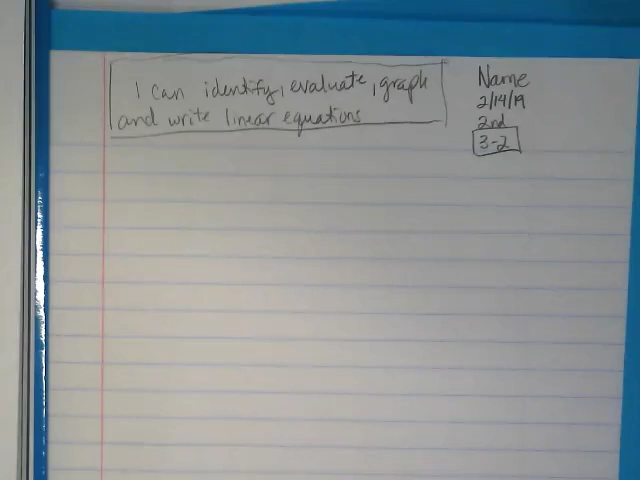 I can identify, evaluate, graph
and write linear equations
Name
2/14/19
2nd
3-2